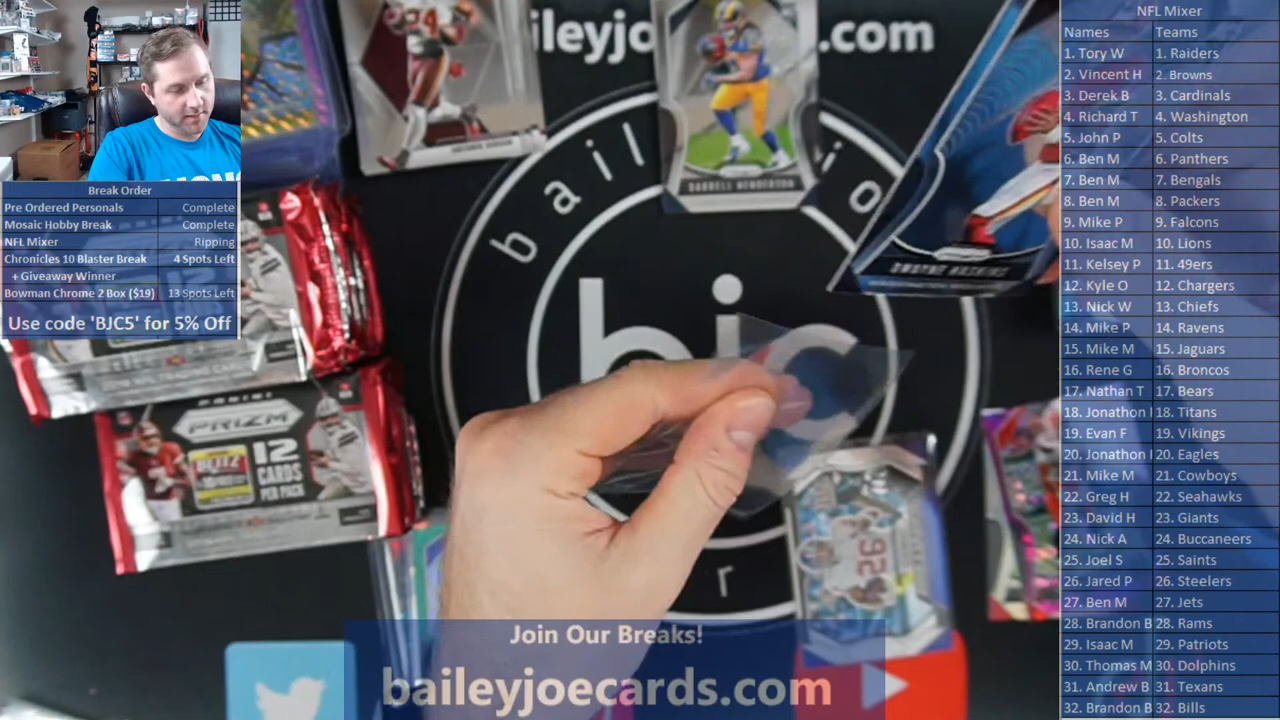 NFL Mixer
Names Teams
1. Tory W 1. Raiders
2. Vincent H 2. Browns
3. Derek B 3. Cardinals
4. Richard T 4. Washington
5. John P 5. Colts
6. Ben M 6. Panthers
7. Ben M 7. Bengals
8. Ben M 8. Packers
9. Mike P 9. Falcons
10. Isaac M 10. Lions
11. Kelsey P 11. 49ers
12. Kyle O 12. Chargers
13. Nick W 13. Chiefs
14. Mike P 14. Ravens
15. Mike M 15. Jaguars
16. Rene G 16. Broncos
17. Nathan T 17. Bears
18. Jonathon 18. Titans
19. Evan F 19. Vikings
20. Jonathon 20. Eagles
21. Mike M 21. Cowboys
22. Greg H 22. Seahawks
23. David H 23. Giants
24. Nick A 24. Buccaneers
25. Joel S 25. Saints
26. Jared P 26. Steelers
27. Ben M 27. Jets
28. Brandon B 28. Rams
29. Isaac M 29. Patriots
30. Thomas M 30. Dolphins
31. Andrew B 31. Texans
32. Brandon B 32. Bills
Break Order
Pre Ordered Personals Complete
Mosaic Hobby Break Complete
NFL Mixer Ripping
Chronicles 10 Blaster Break 4 Spots Left
+ Giveaway Winner
Bowman Chrome 2 Box ($19) 13 Spots Left
Use code 'BJC5' for 5% Off
ileyjo .com
bail io
bjc
r
DARRELL HENDERSON
DWAYNE HASKINS
PANINI
PRIZM
12
CARDS
PER PACK
Join Our Breaks!
baileyjoecards.com